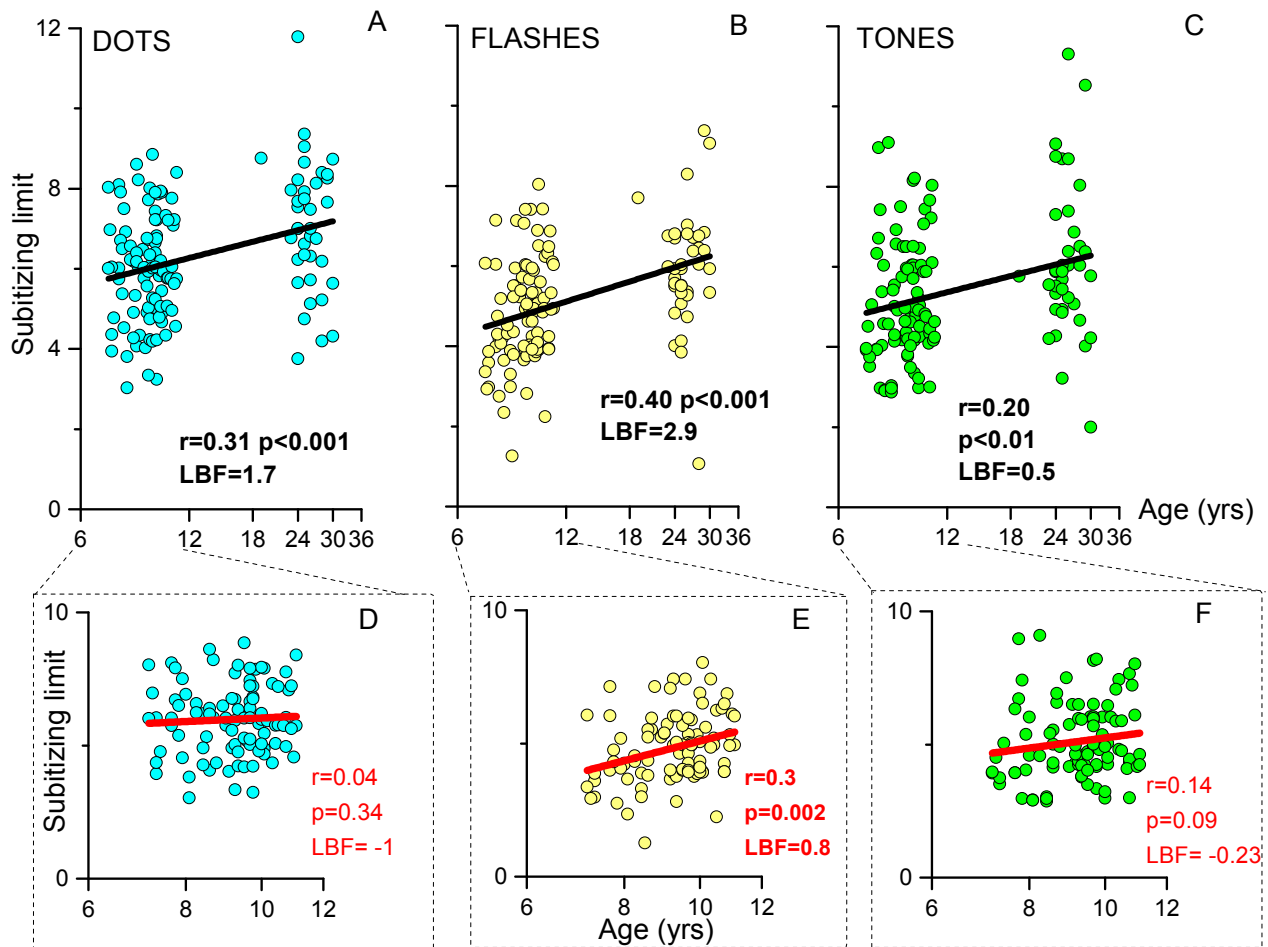 12
8
4
0
Subitizing limit
DOTS
A
r=0.31 p<0.001
LBF=1.7
6 12 18 24 30 36
FLASHES
B
r=0.40 p<0.001
LBF=2.9
6 12 18 24 30 36
TONES
C
r=0.20
p<0.01
LBF=0.5
6 12 18 24 30 36
Age (yrs)
10
0
Subtizing limit
D
r=0.04
p=0.34
LBF= -1
6 8 10 12
10
0
E
r=0.3
p=0.002
LBF=0.8
6 8 10 12
Age (yrs)
10
0
F
r=0.14
p=0.09
LBF= -0.23
6 8 10 12